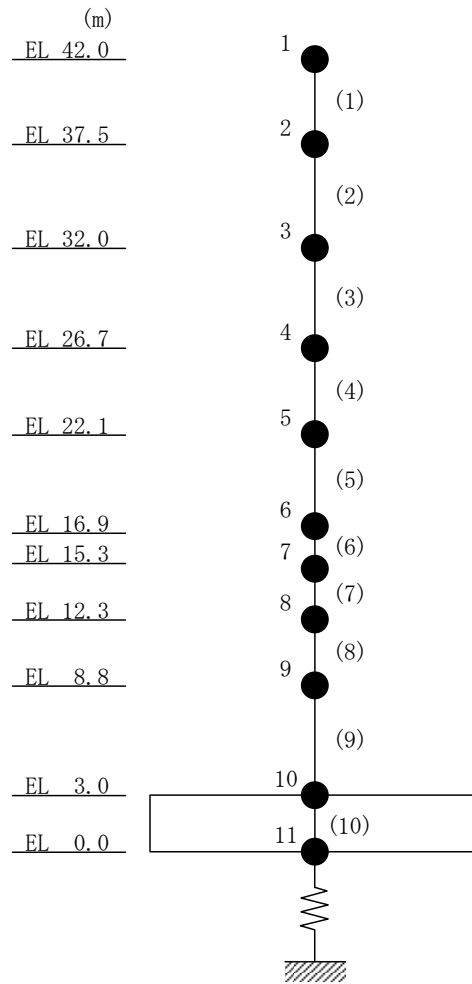 (m)
1
EL 42.0
(1)
2
EL 37.5
(2)
3
EL 32.0
(3)
4
EL 26.7
(4)
5
EL 22.1
(5)
6
EL 16.9
(6)
EL 15.3
7
(7)
8
EL 12.3
(8)
9
EL 8.8
(9)
10
EL 3.0
(10)
11
EL 0.0